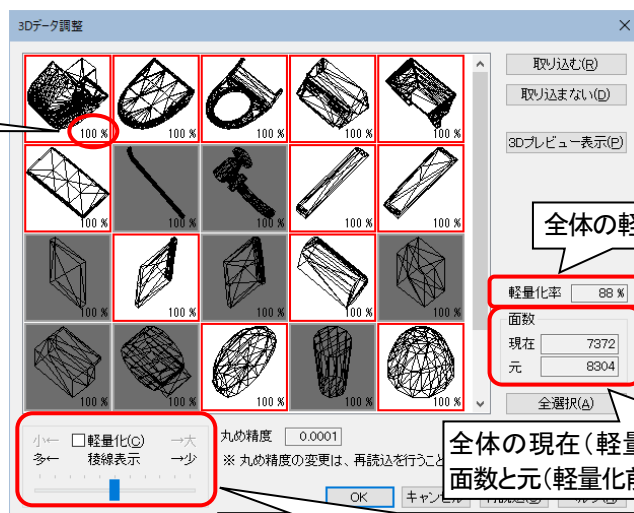 3Dデータ調整
取り込む(R)
取り込まない(D)
3Dプレビュー表示(P)
100 % 100 % 100 % 100 % 100 %
100 % 100 % 100 % 100 % 100 %
100 % 100 % 100 % 100 % 100 %
100 % 100 % 100 % 100 % 100 %
全体の軽
軽量化率 88 %
面数
現在 7372
元 8304
全選択(A)
小← 軽量化(C) →大
多← 稜線表示 →少
丸め精度 0.0001
※ 丸め精度の変更は、再読込を行うこと
全体の現在(軽量
面数と元(軽量化前
OK